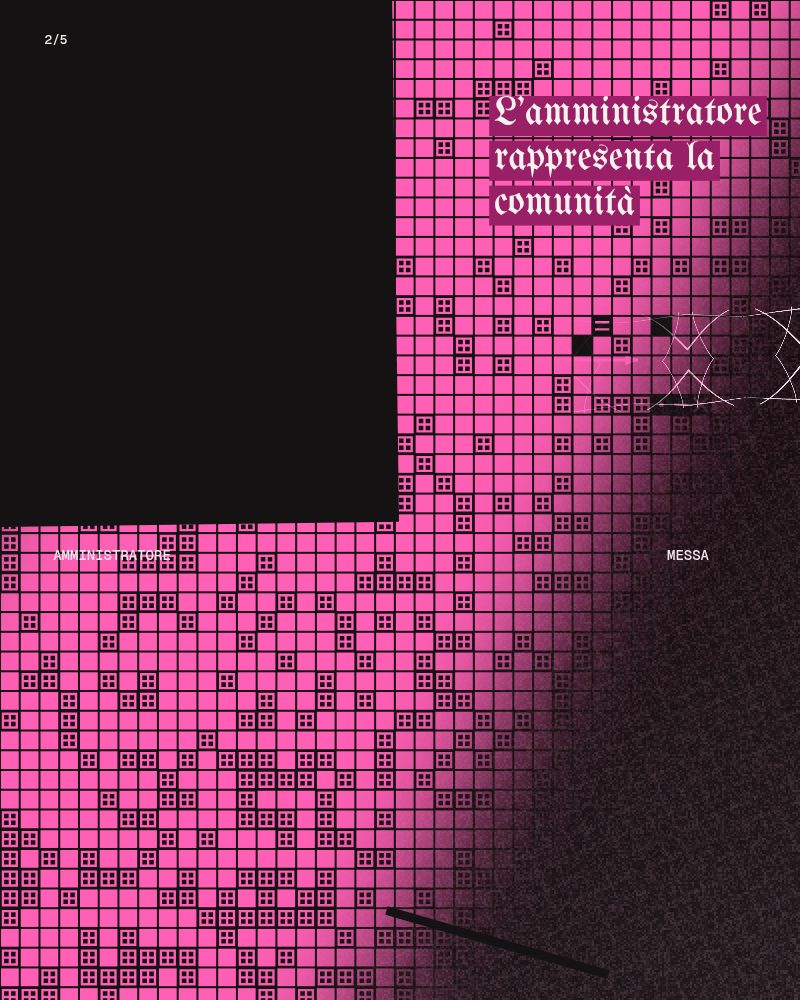 2/5
L'amministratore
rappresenta la
comunità
AMMINISTRATORE
MESSA